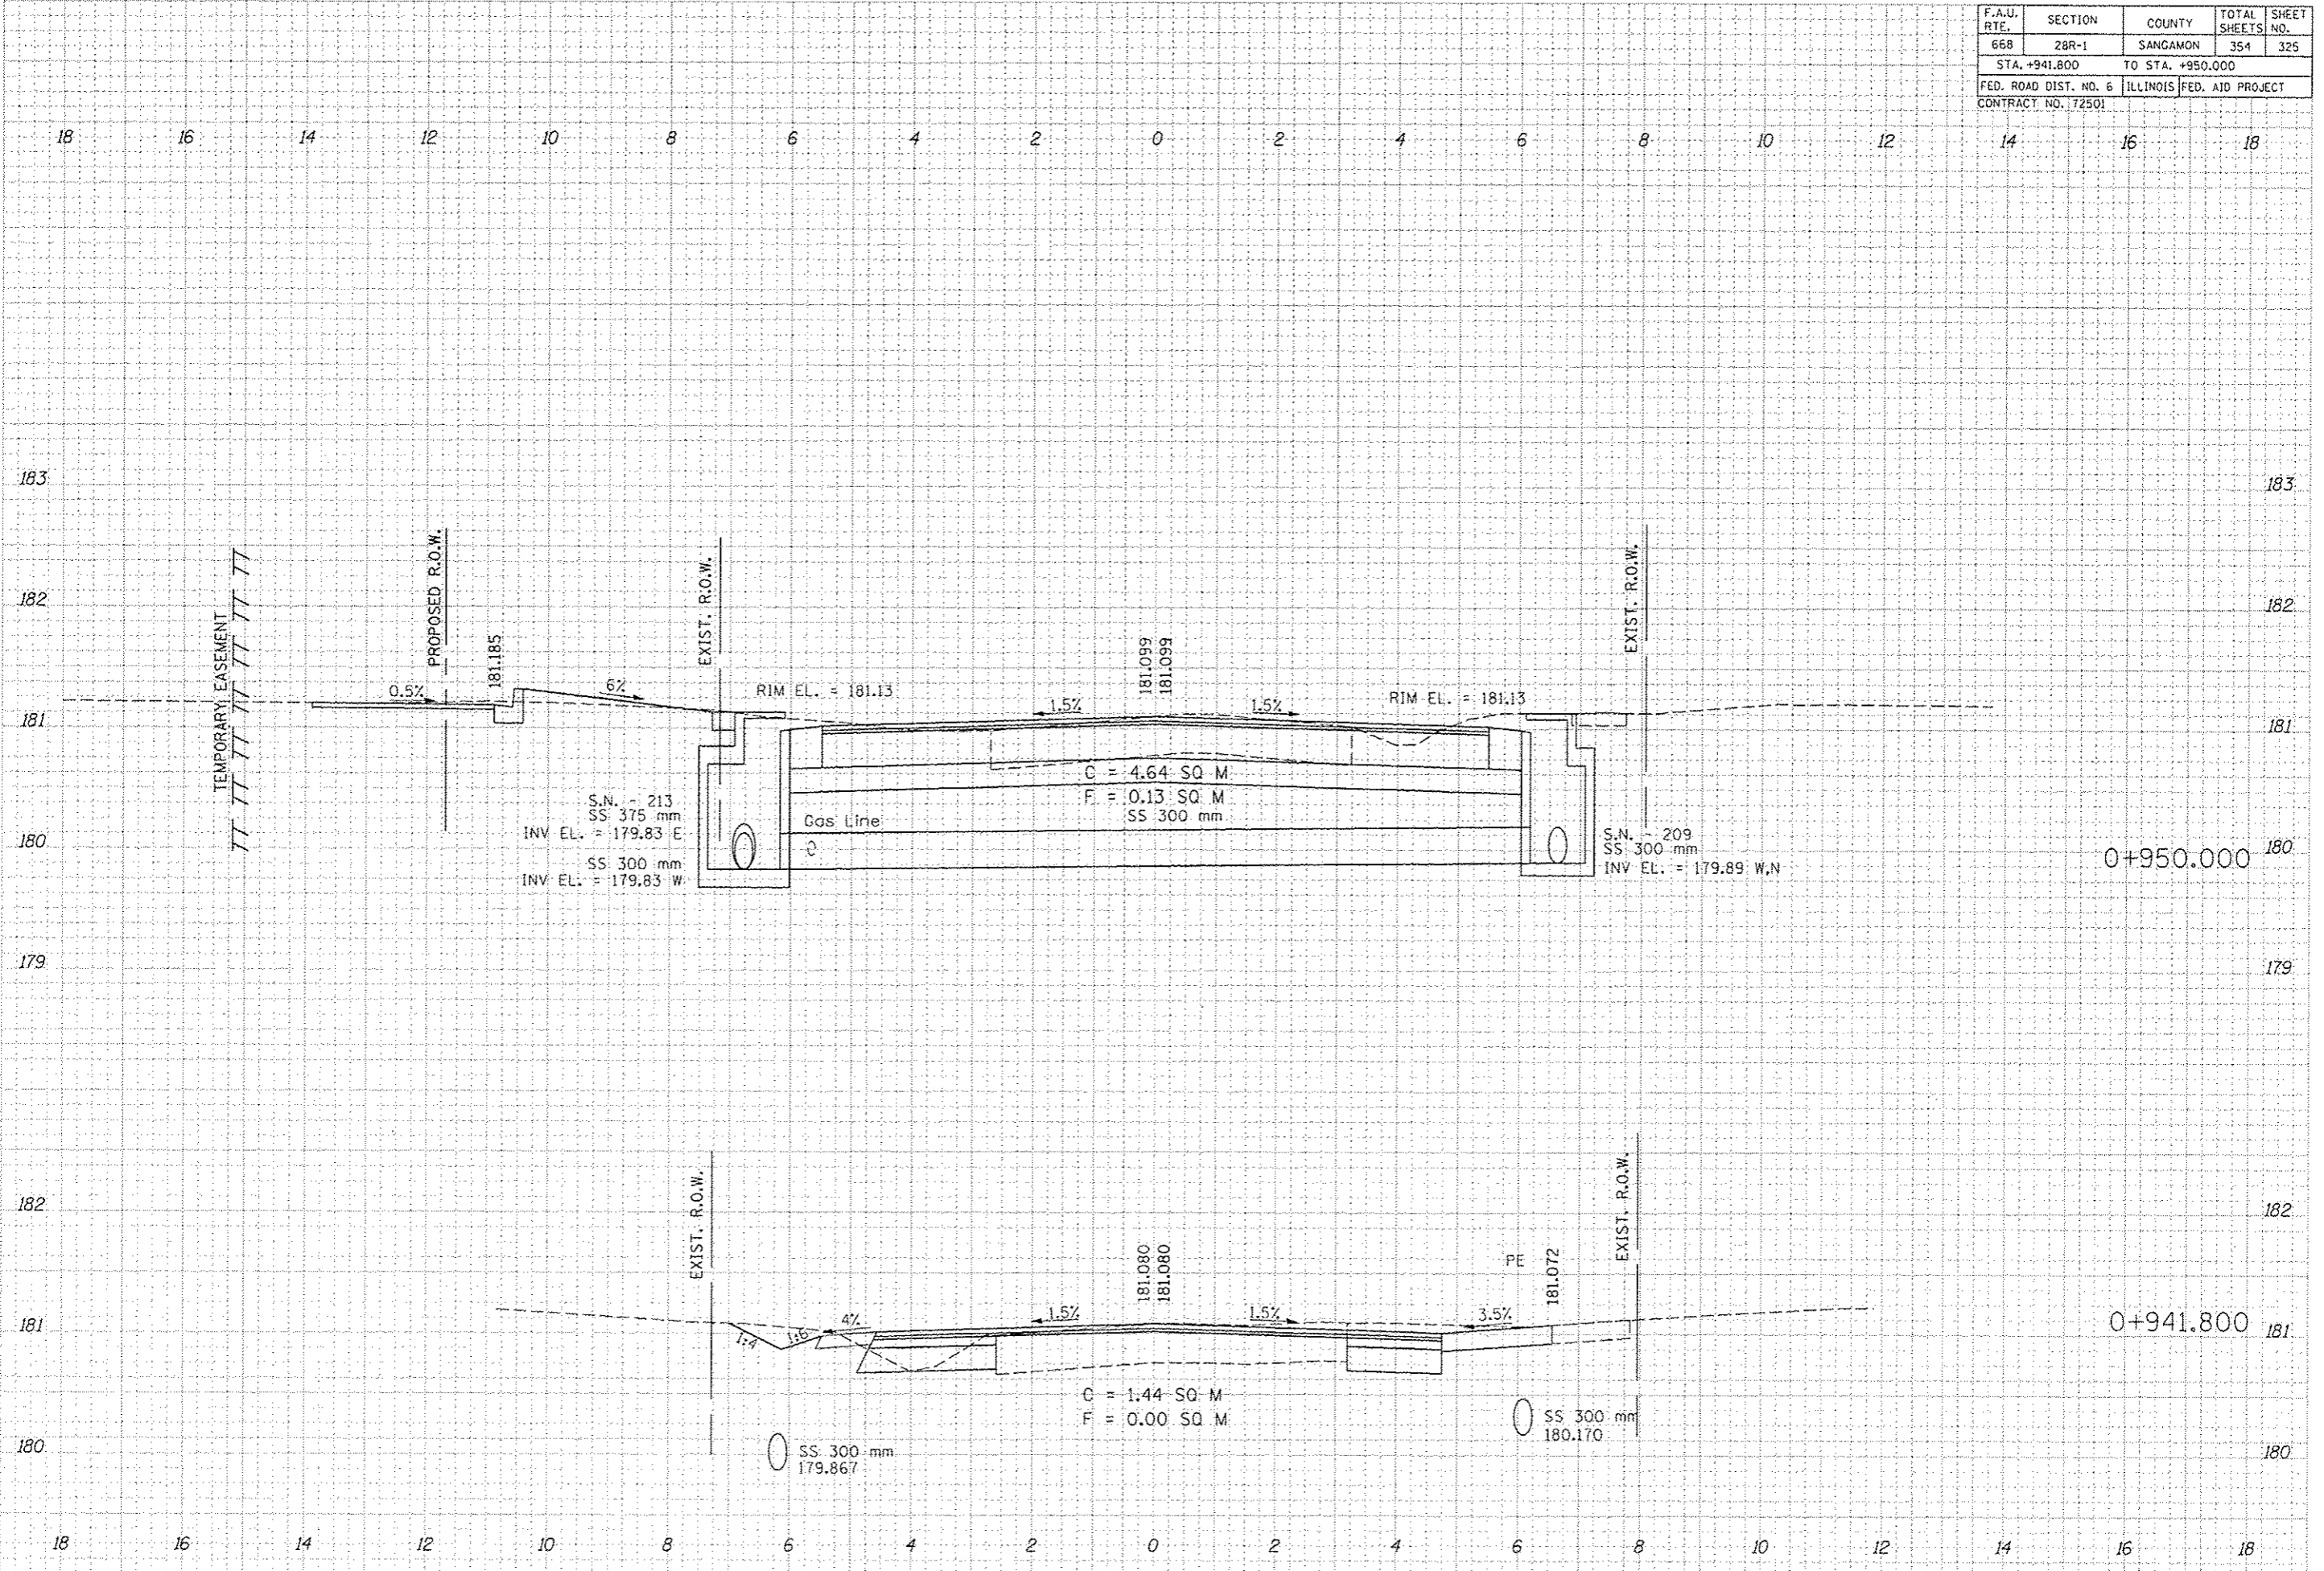 F.A.U. RTE. SECTION COUNTY TOTAL SHEETS SHEET NO.
668 28R-1 SANGAMON 354 325
STA. +941.800 TO STA. +950.000
FED. ROAD DIST. NO. 6 ILLINOIS FED. AID PROJECT
CONTRACT NO. 72501
18 16 14 12 10 8 6 4 2 0 2 4 6 8 10 12 14 16 18
183 183
182 182
181 181
180 180
179 179
TEMPORARY EASEMENT
PROPOSED R.O.W.
0.5%
181.185
6%
EXIST. R.O.W.
RIM EL. = 181.13
1.5%
181.099
181.099
1.5%
RIM EL. = 181.13
EXIST. R.O.W.
C = 4.64 SQ M
F = 0.13 SQ M
SS 300 mm
Gas Line
S.N. - 213
SS 375 mm
INV EL. = 179.83 E
SS 300 mm
INV EL. = 179.83 W
S.N. - 209
SS 300 mm
INV EL. = 179.89 W,N
0+950.000
182 182
181 181
180 180
EXIST. R.O.W.
1:4
1:6
4%
1.5%
181.080
181.080
1.5%
3.5%
PE
181.072
EXIST. R.O.W.
0+941.800
C = 1.44 SQ M
F = 0.00 SQ M
SS 300 mm
179.867
SS 300 mm
180.170
18 16 14 12 10 8 6 4 2 0 2 4 6 8 10 12 14 16 18